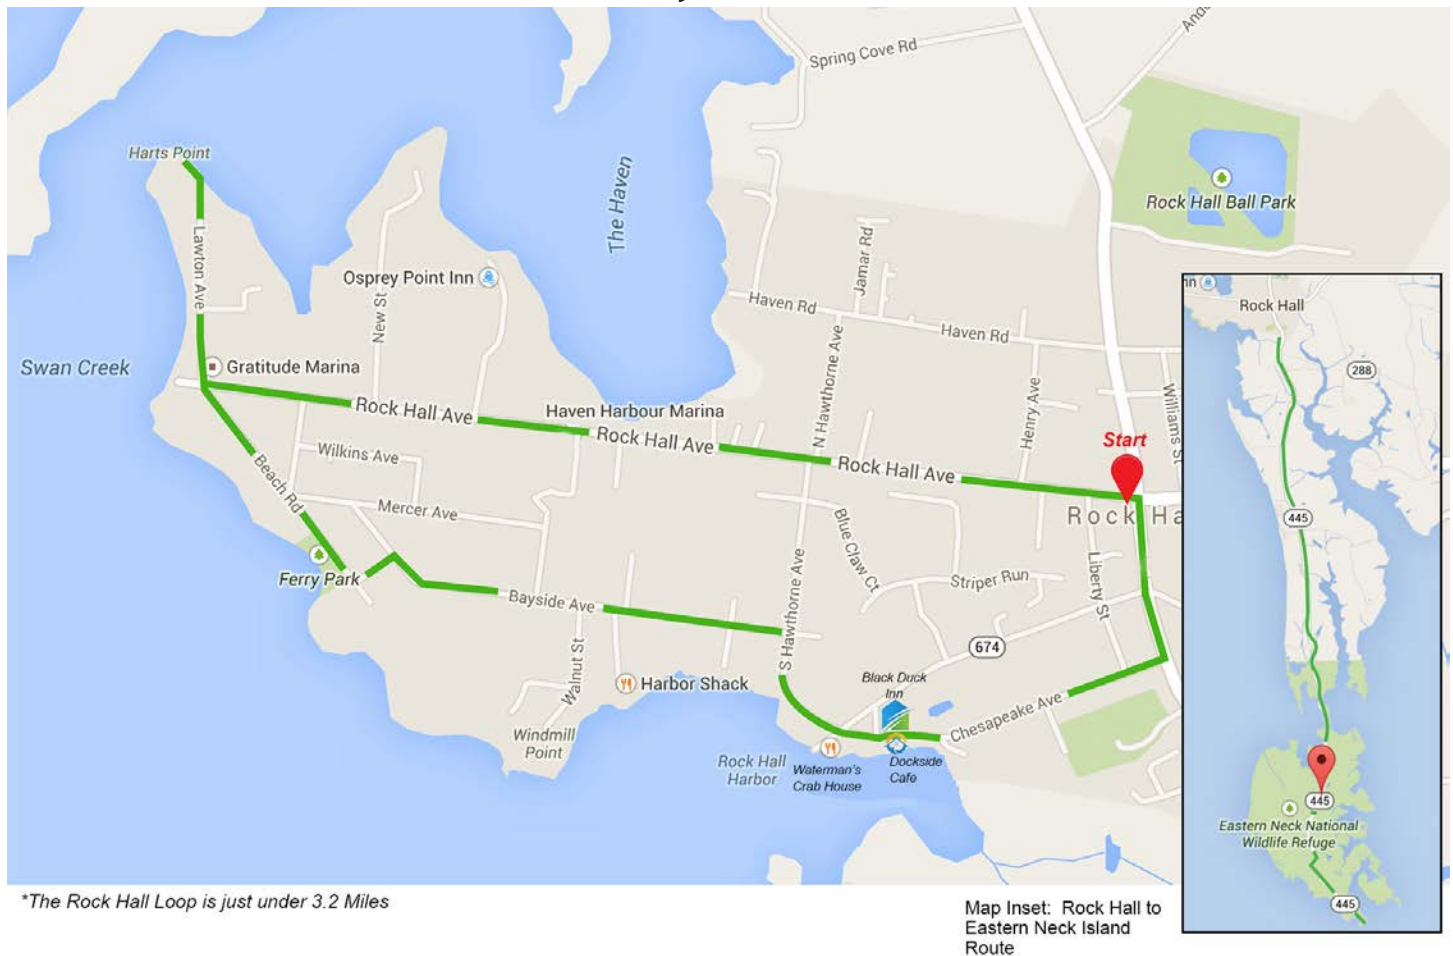 Spring Cove Rd
Harts Point
The Haven
Rock Hall Ball Park
Lawton Ave
Osprey Point Inn
New St
Jamar Rd
Haven Rd
Haven Rd
Swan Creek
Gratitude Marina
N Hawthorne Ave
Henry Ave
Williams St
Rock Hall Ave
Haven Harbour Marina
Rock Hall Ave
Rock Hall Ave
Start
Wilkins Ave
Beach Rd
Mercer Ave
Rock Ha
Blue Claw Ct
Ferry Park
Striper Run
Liberty St
Bayside Ave
S Hawthorne Ave
674
Walnut St
Harbor Shack
Black Duck
Inn
Chesapeake Ave
Windmill
Point
Rock Hall
Harbor
Waterman's
Crab House
Dockside
Cafe
nn
Rock Hall
288
445
445
Eastern Neck National
Wildlife Refuge
445
*The Rock Hall Loop is just under 3.2 Miles
Map Inset: Rock Hall to
Eastern Neck Island
Route